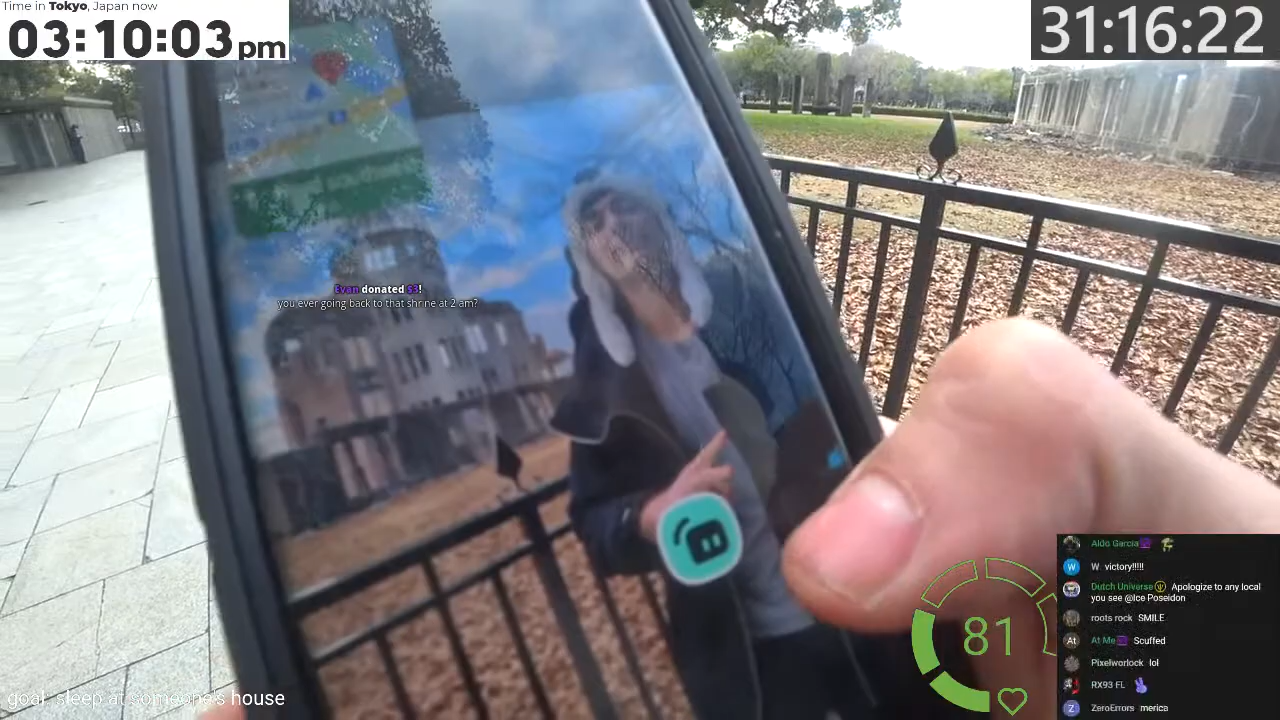 Time in Tokyo, Japan now
03:10:03pm
31:16:22
Evan donated $3!
you ever going back to that shrine at 2 am?
81
Aldo Garcia
W victory!!!!!
Dutch Universe Apologize to any local
you see @Ice Poseidon
roots rock SMILE
At At Me Scuffed
Pixelworlock lol
RX93 FL
Z ZeroErrors 'merica
goal: sleep at someone's house